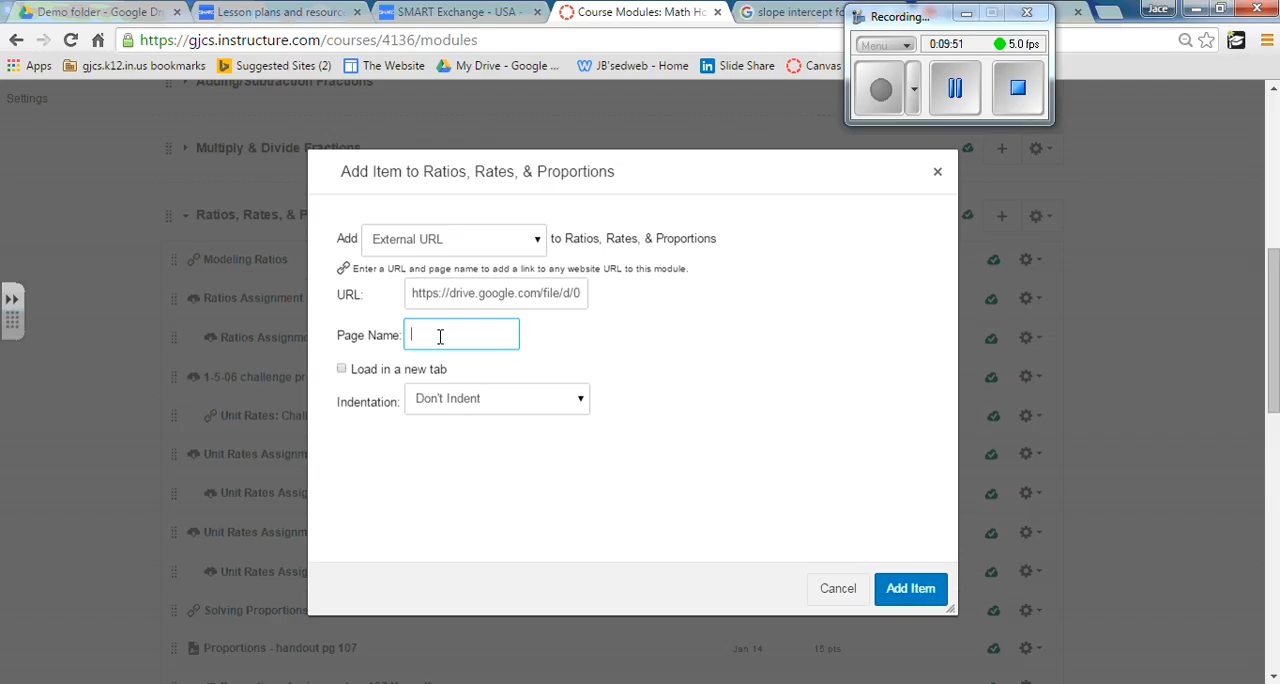 Demo folder - Google Dr
Lesson plans and resourc
SMART Exchange - USA -
Course Modules: Math Ho
slope intercept fo
Jace
Recording...
Menu
0:09:51
5.0 fps
https://gjcs.instructure.com/courses/4136/modules
Apps
gjcs.k12.in.us bookmarks
Suggested Sites (2)
The Website
My Drive - Google ...
JB'sedweb - Home
Slide Share
Canvas
Adding/Subtraction Fractions
Settings
Multiply & Divide Fractions
Add Item to Ratios, Rates, & Proportions
Ratios, Rates, & P
Add External URL to Ratios, Rates, & Proportions
Enter a URL and page name to add a link to any website URL to this module.
Modeling Ratios
URL: https://drive.google.com/file/d/0
Ratios Assignment
Page Name:
Ratios Assignm
Load in a new tab
1-5-06 challenge pr
Indentation: Don't Indent
Unit Rates: Chall
Unit Rates Assignm
Unit Rates Assig
Unit Rates Assignm
Unit Rates Assig
Cancel
Add Item
Solving Proportions
Proportions - handout pg 107
Jan 14
15 pts